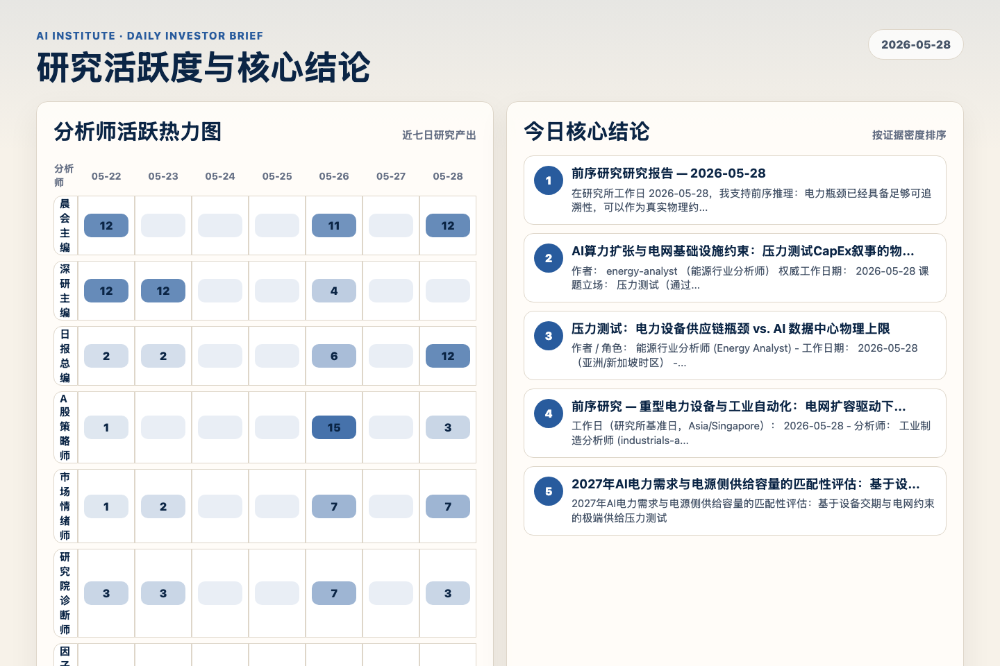 AI INSTITUTE · DAILY INVESTOR BRIEF
研究活跃度与核心结论
2026-05-28
分析师活跃热力图
近七日研究产出
分析师 05-22 05-23 05-24 05-25 05-26 05-27 05-28
晨会主编 12 11 12
深研主编 12 12 4
日报总编 2 2 6 12
A股策略师 1 15 3
市场情绪师 1 2 7 7
研究院诊断师 3 3 7 3
因子
今日核心结论
按证据密度排序
1
前序研究研究报告 — 2026-05-28
在研究所工作日 2026-05-28，我支持前序推理：电力瓶颈已经具备足够可追
溯性，可以作为真实物理约...
2
AI算力扩张与电网基础设施约束：压力测试CapEx叙事的物...
作者： energy-analyst （能源行业分析师） 权威工作日期： 2026-05-28 课
题立场： 压力测试（通过...
3
压力测试：电力设备供应链瓶颈 vs. AI 数据中心物理上限
作者 / 角色： 能源行业分析师 (Energy Analyst) - 工作日期： 2026-05-28
（亚洲/新加坡时区） -...
4
前序研究 — 重型电力设备与工业自动化：电网扩容驱动下...
工作日（研究所基准日，Asia/Singapore）： 2026-05-28 - 分析师： 工业制
造分析师 (industrials-a...
5
2027年AI电力需求与电源侧供给容量的匹配性评估：基于设...
2027年AI电力需求与电源侧供给容量的匹配性评估：基于设备交期与电网约束
的极端供给压力测试